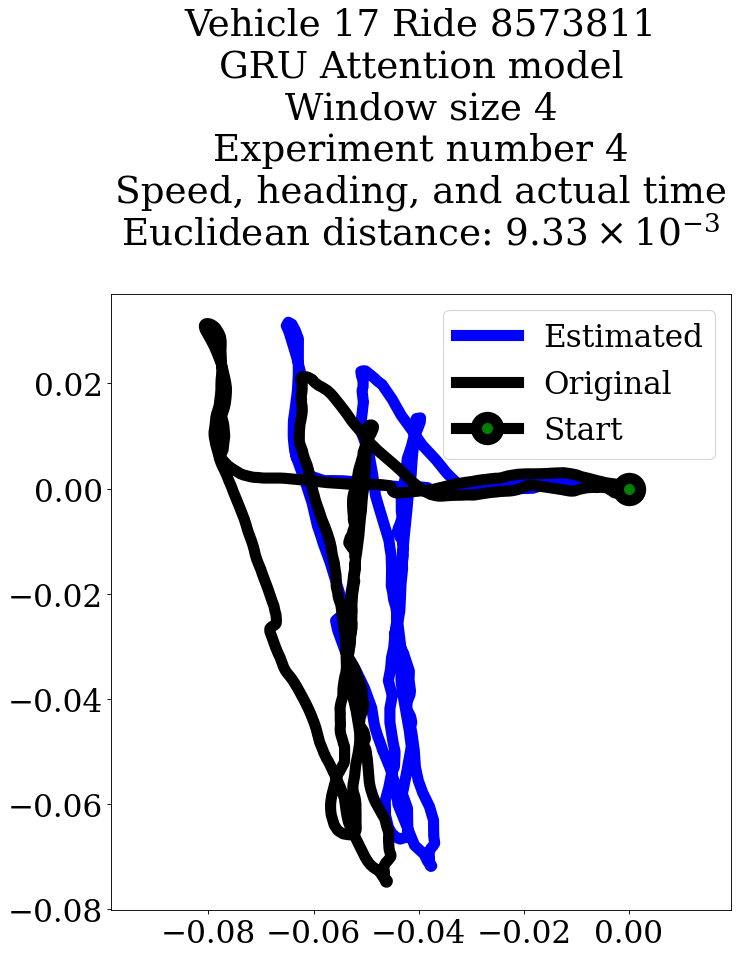 Vehicle 17 Ride 8573811
GRU Attention model
Window size 4
Experiment number 4
Speed, heading, and actual time
Euclidean distance: 9.33 × 10⁻³
Estimated
Original
Start
0.02
0.00
−0.02
−0.04
−0.06
−0.08
−0.08 −0.06 −0.04 −0.02 0.00